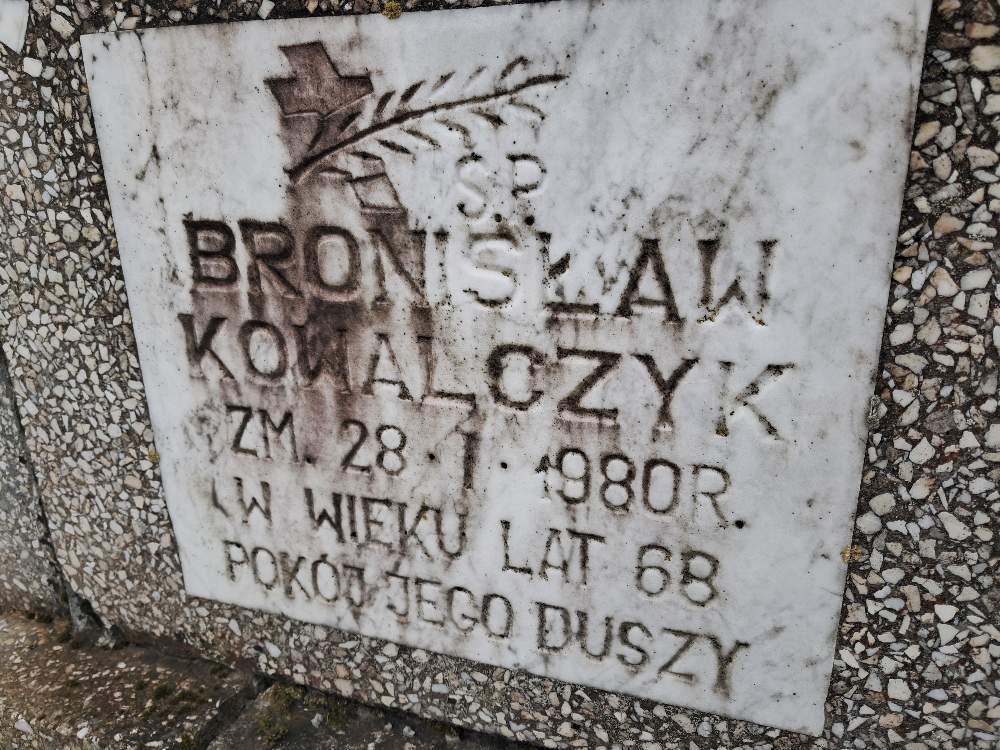 Ś.P.
BRONISŁAW
KOWALCZYK
ZM. 28.1.1980R.
W WIEKU LAT 68
POKÓJ JEGO DUSZY